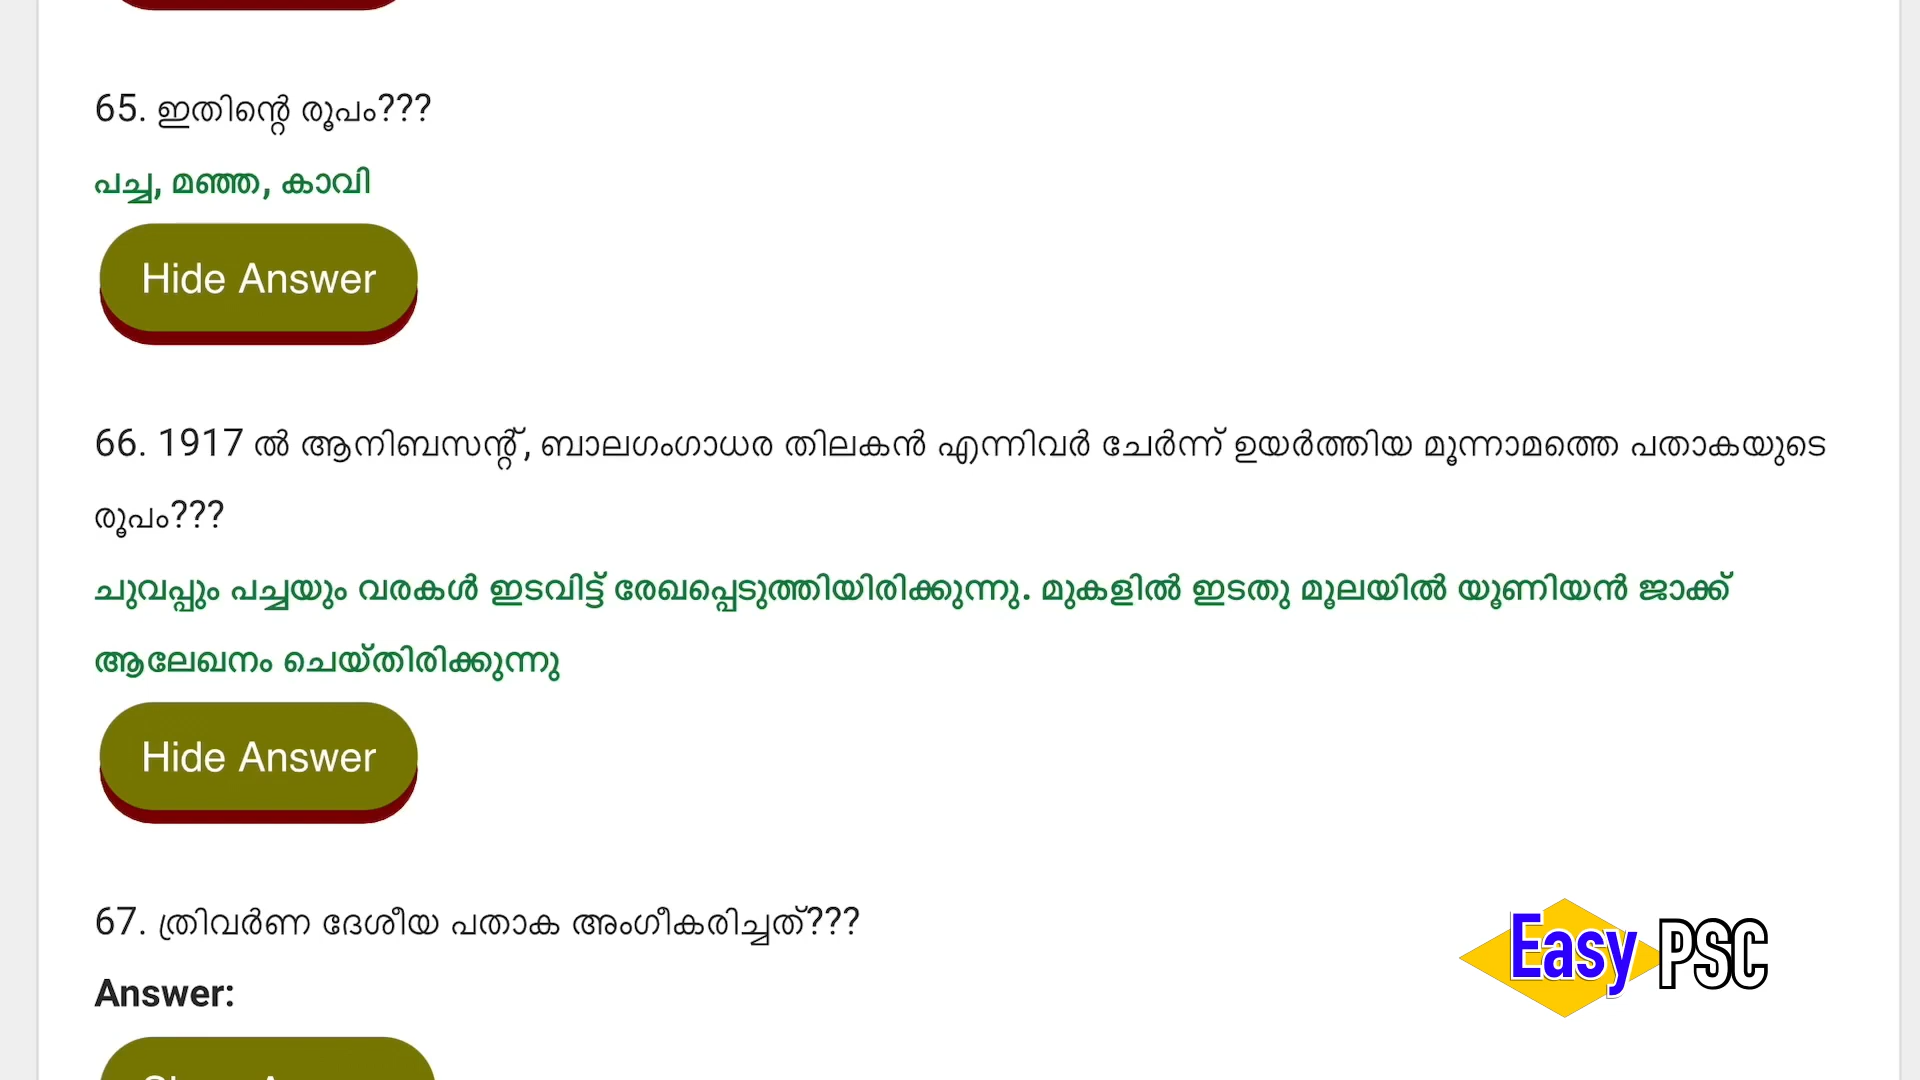 65. ഇതിന്റെ രൂപം???
പച്ച, മഞ്ഞ, കാവി
Hide Answer
66. 1917 ൽ ആനിബസന്റ്, ബാലഗംഗാധര തിലകൻ എന്നിവർ ചേർന്ന് ഉയർത്തിയ മൂന്നാമത്തെ പതാകയുടെ
രൂപം???
ചുവപ്പും പച്ചയും വരകൾ ഇടവിട്ട് രേഖപ്പെടുത്തിയിരിക്കുന്നു. മുകളിൽ ഇടതു മൂലയിൽ യൂണിയൻ ജാക്ക്
ആലേഖനം ചെയ്തിരിക്കുന്നു
Hide Answer
67. ത്രിവർണ ദേശീയ പതാക അംഗീകരിച്ചത്???
Easy PSC
Answer: